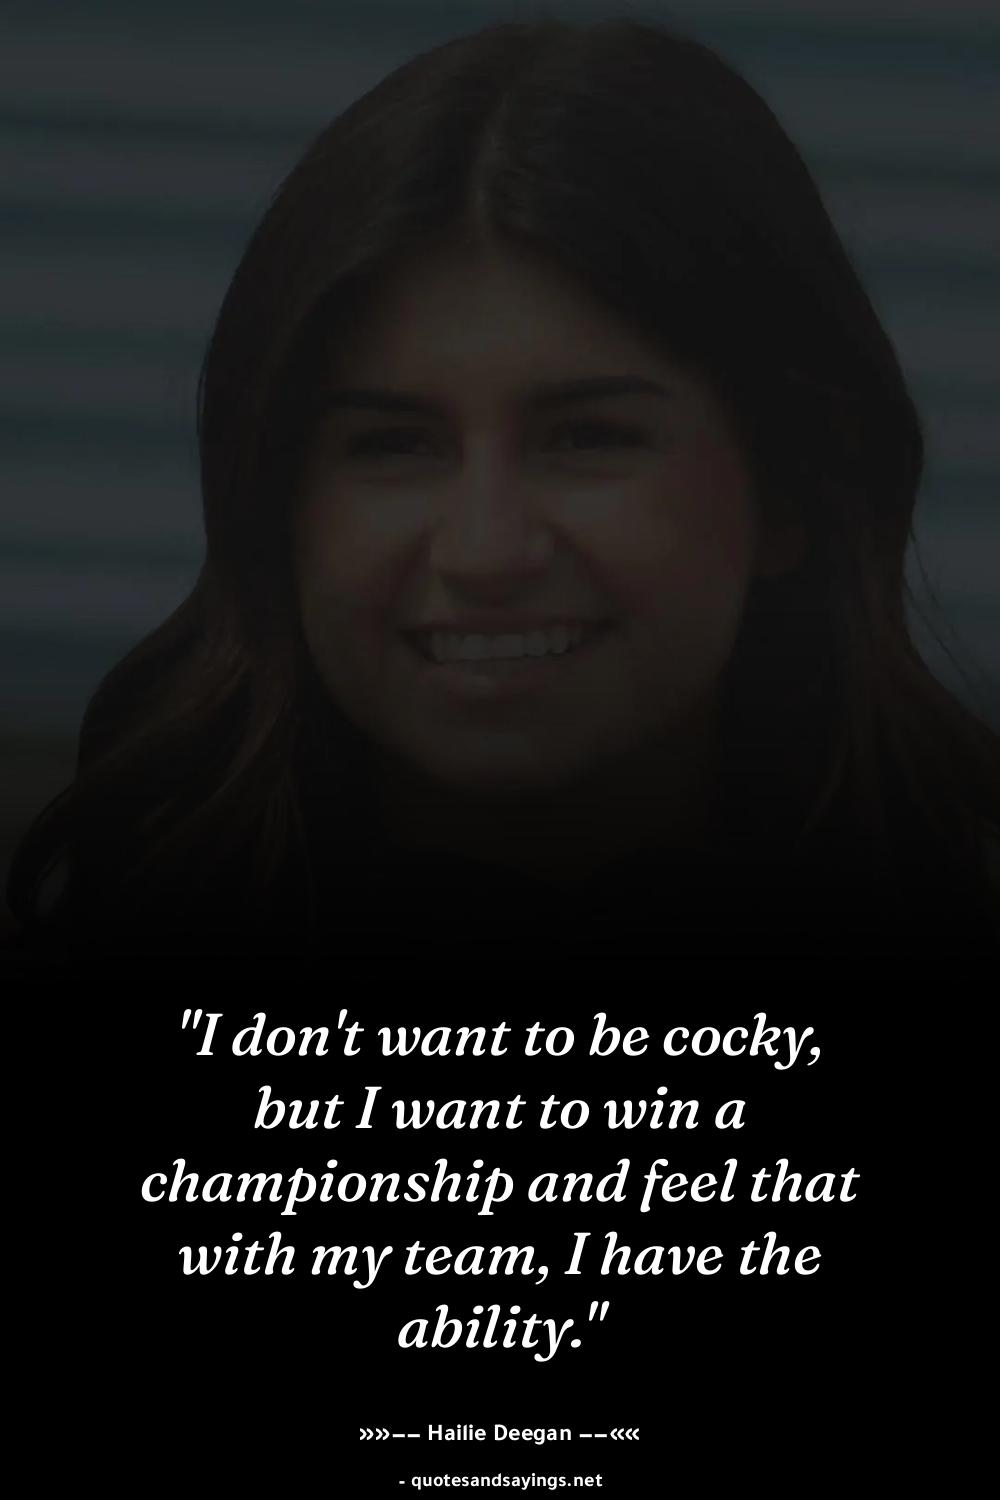 "I don't want to be cocky,
but I want to win a
championship and feel that
with my team, I have the
ability."
»»−− Hailie Deegan −−««
- quotesandsayings.net